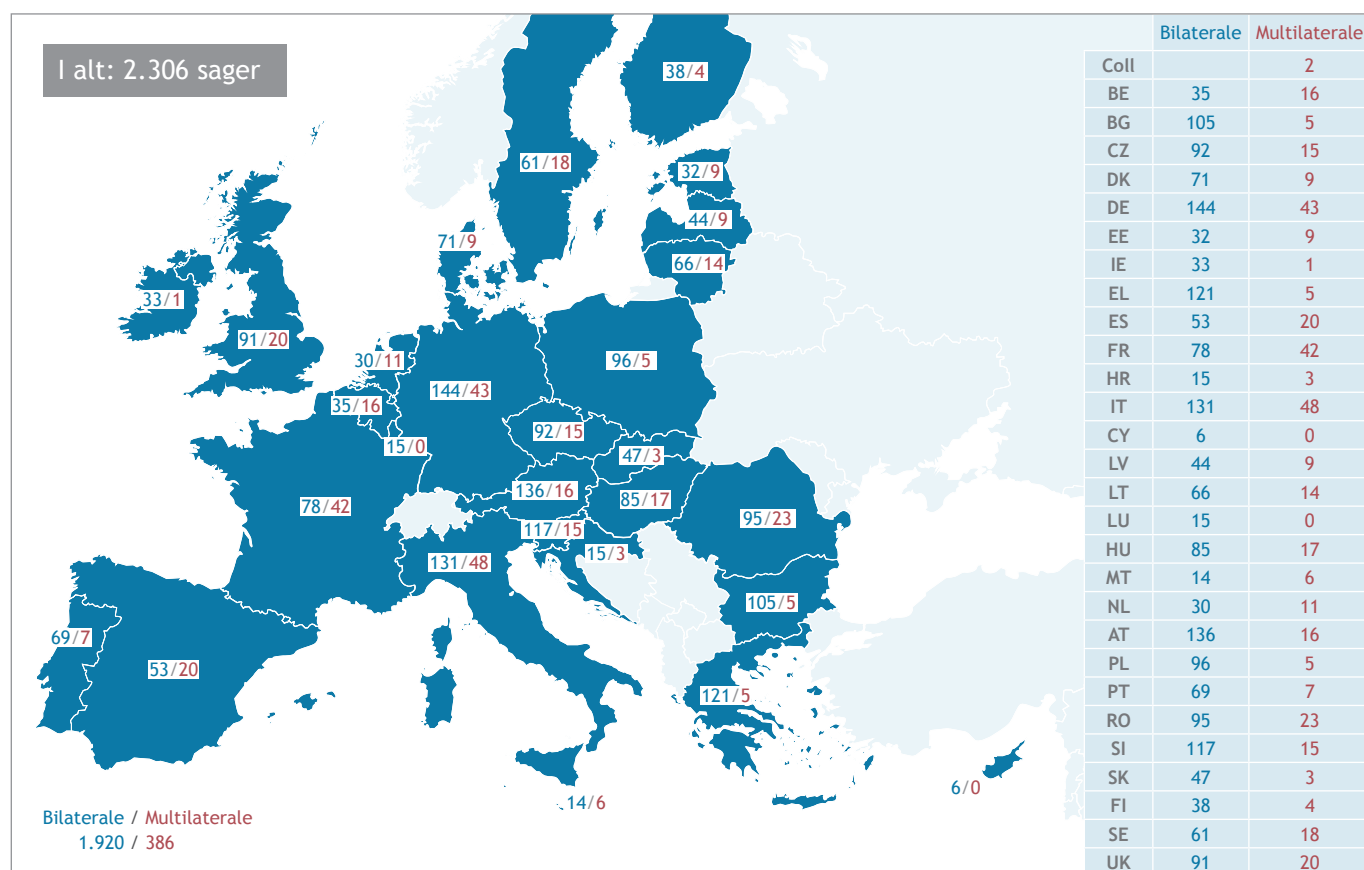 I alt: 2.306 sager
38/4
61/18
32/9
44/9
71/9
66/14
33/1
91/20
30/11
96/5
144/43
35/16
92/15
15/0
47/3
136/16
85/17
78/42
95/23
117/15
15/3
131/48
105/5
69/7
53/20
121/5
6/0
14/6
Bilaterale / Multilaterale
1.920 / 386
Bilaterale Multilaterale
Coll 2
BE 35 16
BG 105 5
CZ 92 15
DK 71 9
DE 144 43
EE 32 9
IE 33 1
EL 121 5
ES 53 20
FR 78 42
HR 15 3
IT 131 48
CY 6 0
LV 44 9
LT 66 14
LU 15 0
HU 85 17
MT 14 6
NL 30 11
AT 136 16
PL 96 5
PT 69 7
RO 95 23
SI 117 15
SK 47 3
FI 38 4
SE 61 18
UK 91 20